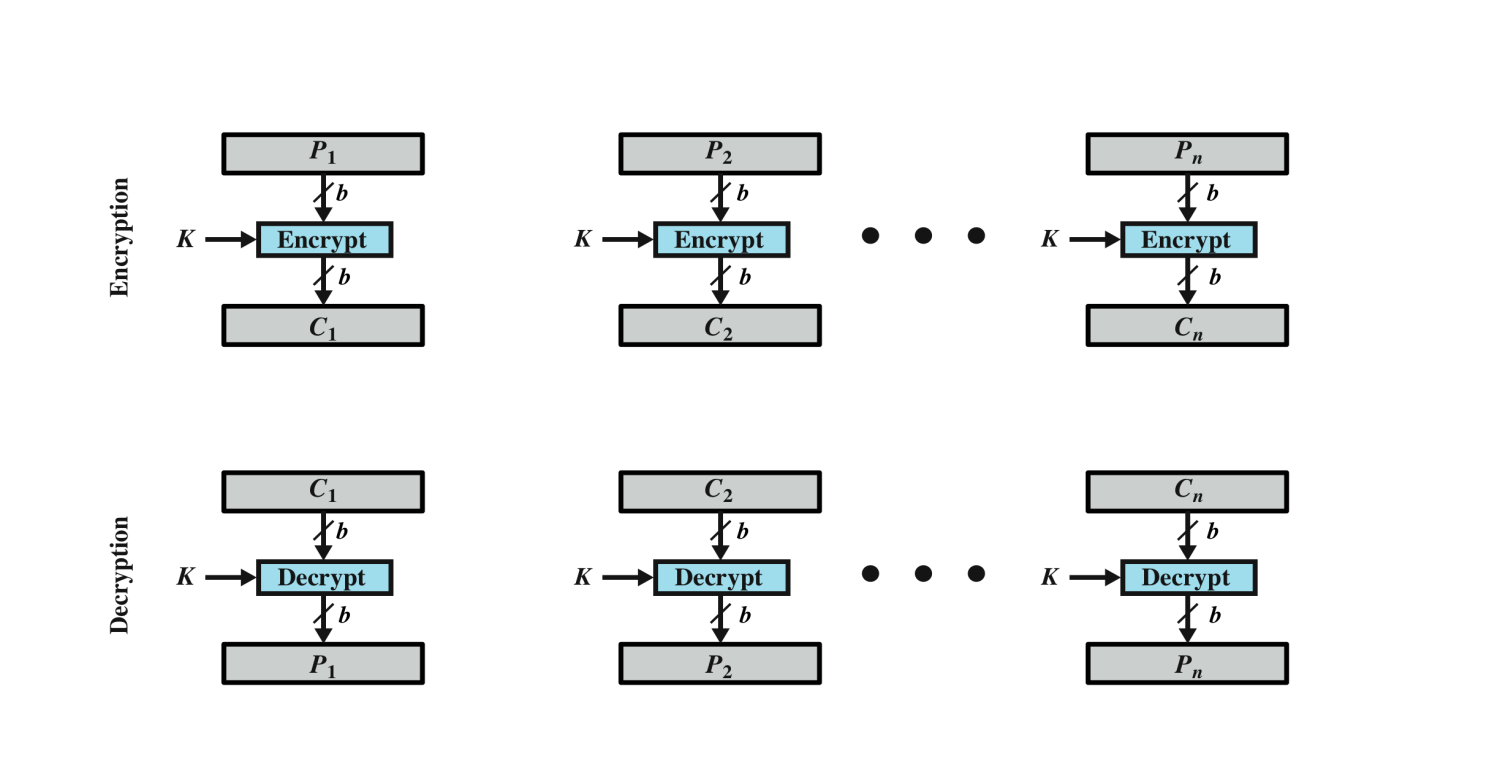 Encryption
P1 P2 Pn
b b b
K Encrypt K Encrypt K Encrypt
b b b
C1 C2 Cn
Decryption
C1 C2 Cn
b b b
K Decrypt K Decrypt K Decrypt
b b b
P1 P2 Pn